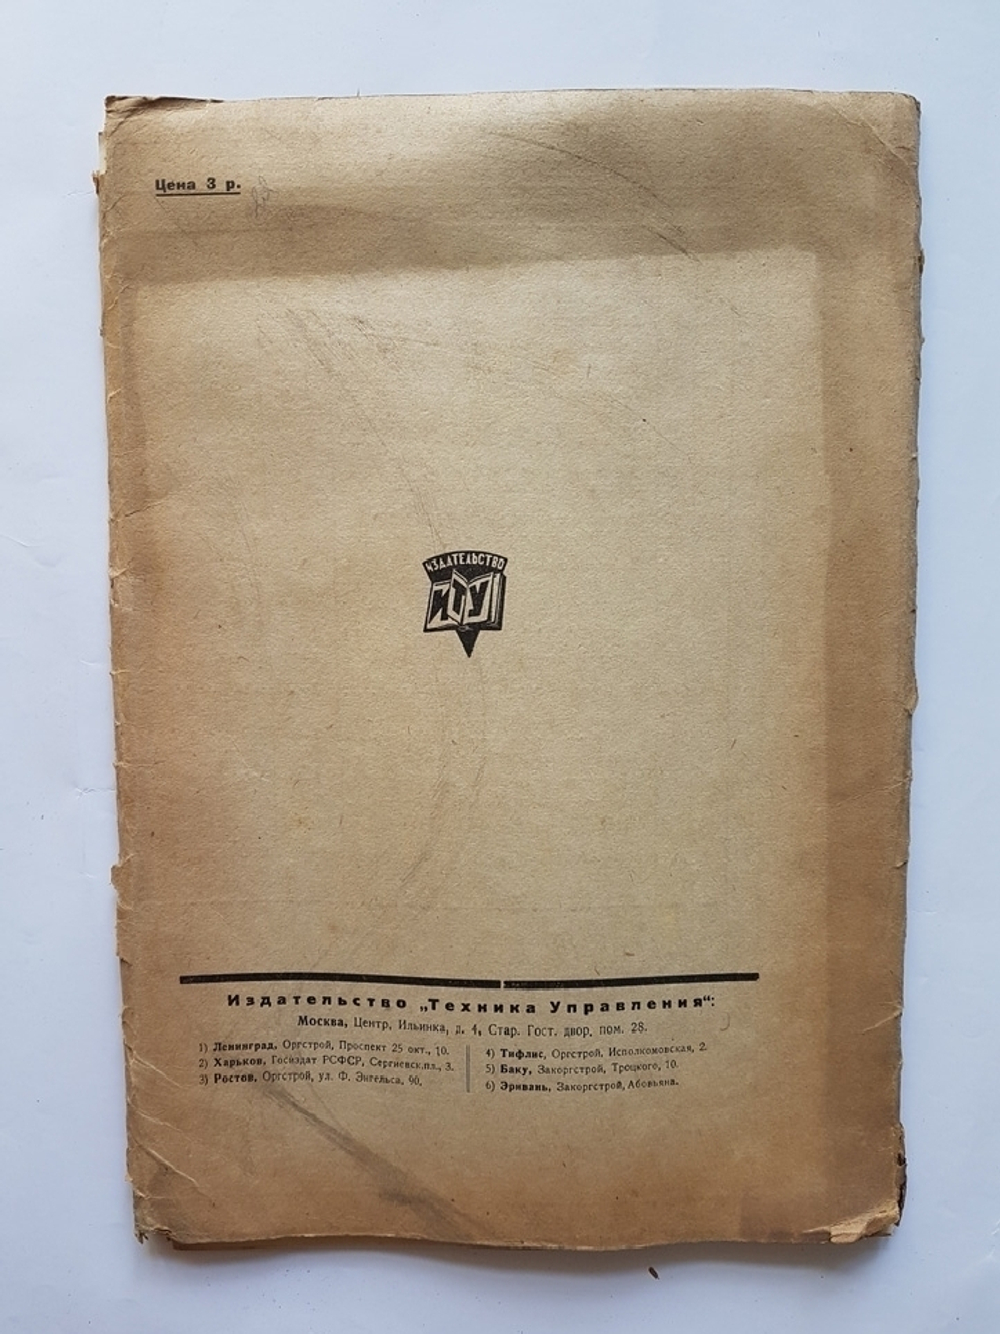 Цена 3 р.
ИЗДАТЕЛЬСТВО
ИТУ
Издательство „Техника Управления“:
Москва, Центр, Ильинка, д. 4, Стар. Гост. двор, пом. 28.
1) Ленинград, Оргстрой, Проспект 25 окт., 10.
2) Харьков, Госиздат РСФСР, Сергиевск.пл., 3.
3) Ростов, Оргстрой, ул. Ф. Энгельса, 90.
4) Тифлис, Оргстрой, Исполкомовская, 2.
5) Баку, Закоргстрой, Троцкого, 10.
6) Эривань, Закоргстрой, Абовьяна.